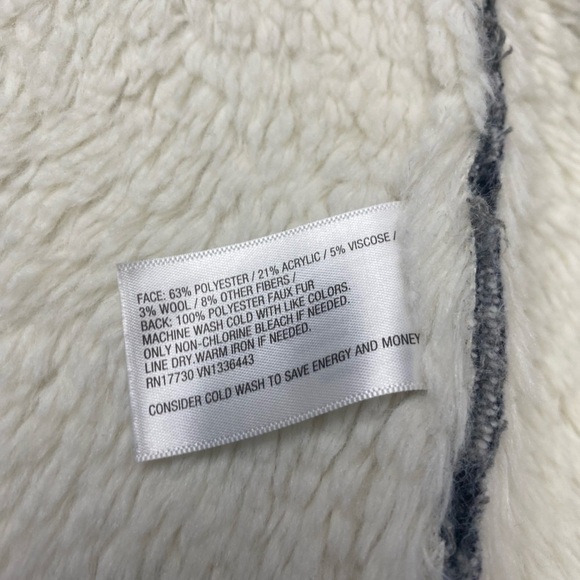 FACE: 63% POLYESTER / 21% ACRYLIC / 5% VISCOSE /
3% WOOL / 8% OTHER FIBERS /
BACK: 100% POLYESTER FAUX FUR
MACHINE WASH COLD WITH LIKE COLORS.
ONLY NON-CHLORINE BLEACH IF NEEDED.
LINE DRY.WARM IRON IF NEEDED.
RN17730 VN1336443
CONSIDER COLD WASH TO SAVE ENERGY AND MONEY